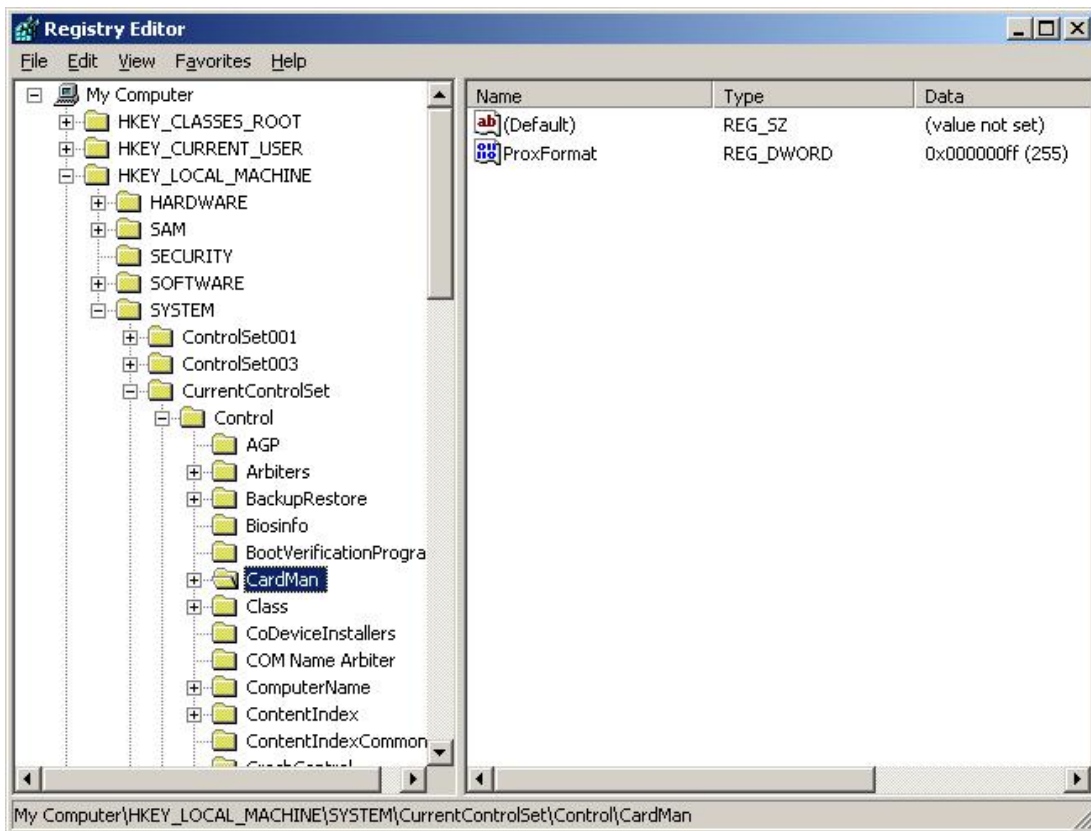 Registry Editor
File Edit View Favorites Help
My Computer
HKEY_CLASSES_ROOT
HKEY_CURRENT_USER
HKEY_LOCAL_MACHINE
HARDWARE
SAM
SECURITY
SOFTWARE
SYSTEM
ControlSet001
ControlSet003
CurrentControlSet
Control
AGP
Arbiters
BackupRestore
Biosinfo
BootVerificationProgra
CardMan
Class
CoDeviceInstallers
COM Name Arbiter
ComputerName
ContentIndex
ContentIndexCommon
Name Type Data
(Default) REG_SZ (value not set)
ProxFormat REG_DWORD 0x000000ff (255)
My Computer\HKEY_LOCAL_MACHINE\SYSTEM\CurrentControlSet\Control\CardMan